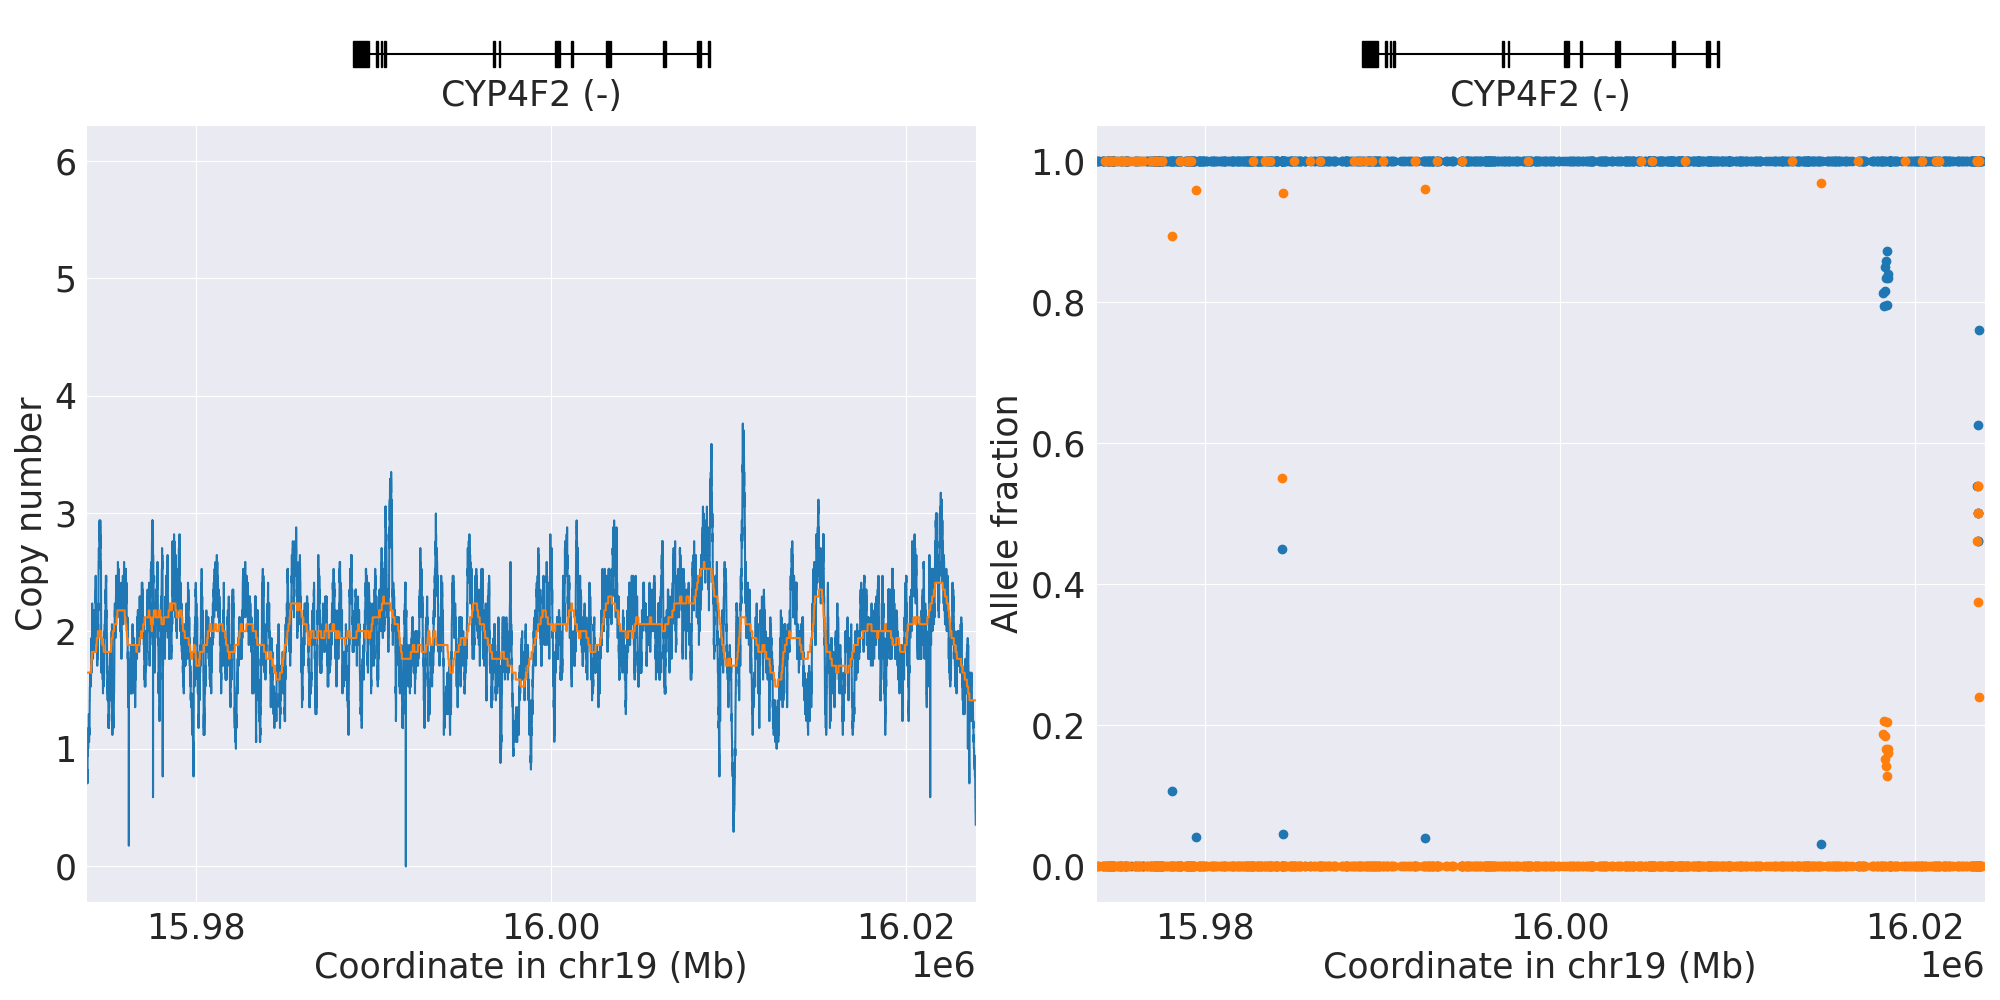 CYP4F2 (-)
6
5
4
3
2
1
0
Copy number
15.98
16.00
16.02
Coordinate in chr19 (Mb)
1e6
CYP4F2 (-)
1.0
0.8
0.6
0.4
0.2
0.0
Allele fraction
15.98
16.00
16.02
Coordinate in chr19 (Mb)
1e6